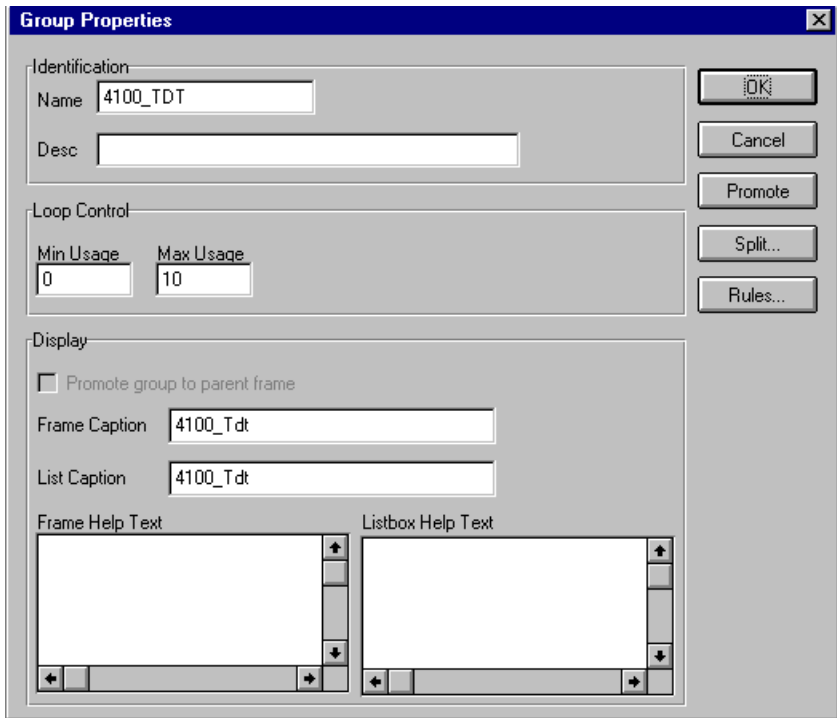 Group Properties
Identification
Name 4100_TDT
Desc
OK
Cancel
Promote
Split...
Rules...
Loop Control
Min Usage Max Usage
0 10
Display
Promote group to parent frame
Frame Caption 4100_Tdt
List Caption 4100_Tdt
Frame Help Text Listbox Help Text